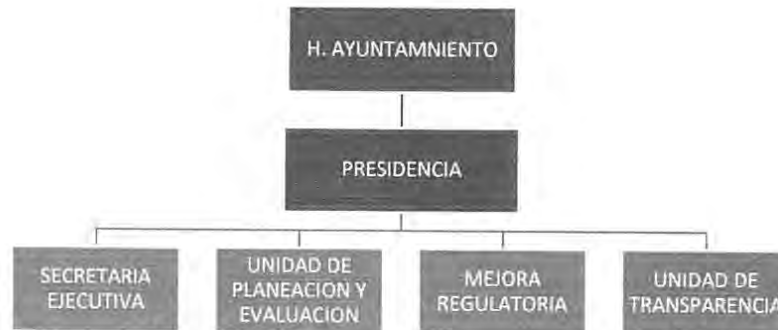 H. AYUNTAMNIENTO
PRESIDENCIA
SECRETARIA
EJECUTIVA
UNIDAD DE
PLANEACION Y
EVALUACION
MEJORA
REGULATORIA
UNIDAD DE
TRANSPARENCIA